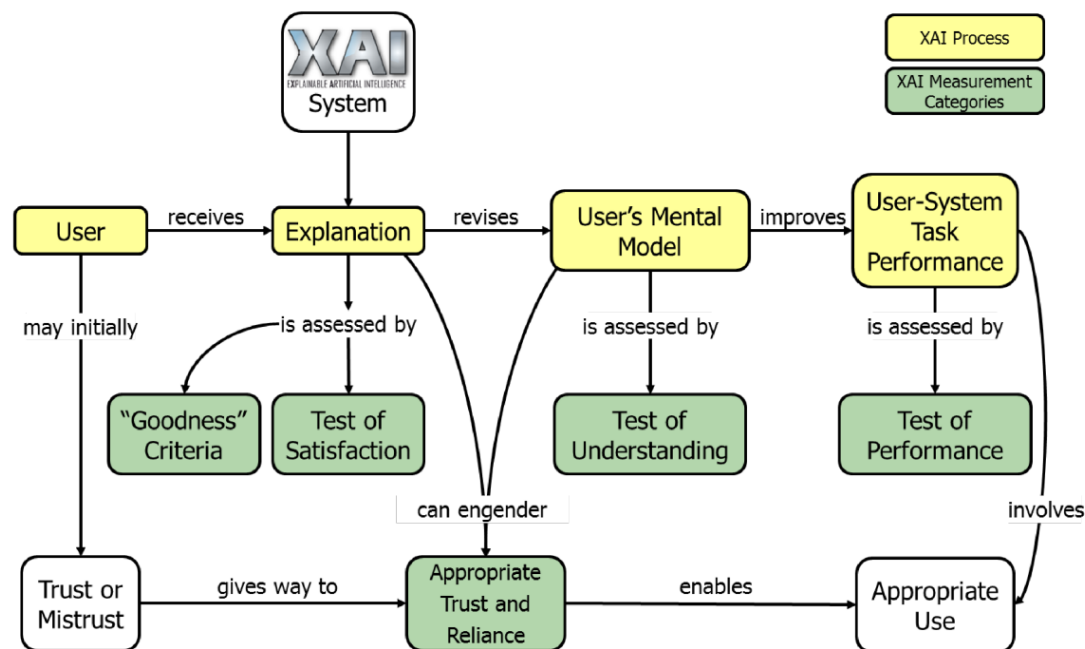 XAI
EXPLAINABLE ARTIFICIAL INTELLIGENCE
System
XAI Process
XAI Measurement
Categories
User
receives
Explanation
revises
User’s Mental
Model
improves
User-System
Task
Performance
may initially
is assessed by
is assessed by
is assessed by
“Goodness”
Criteria
Test of
Satisfaction
Test of
Understanding
Test of
Performance
can engender
involves
Trust or
Mistrust
gives way to
Appropriate
Trust and
Reliance
enables
Appropriate
Use